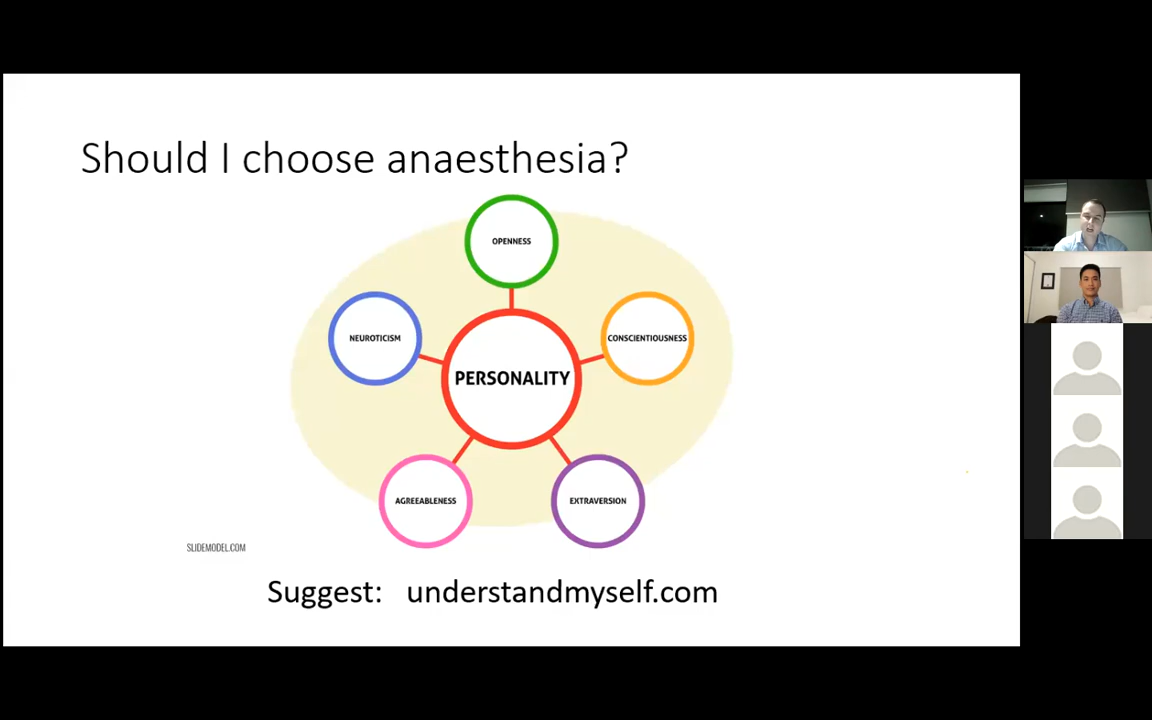 Should I choose anaesthesia?
OPENNESS
NEUROTICISM
CONSCIENTIOUSNESS
PERSONALITY
AGREEABLENESS
EXTRAVERSION
SLIDEMODEL.COM
Suggest: understandmyself.com